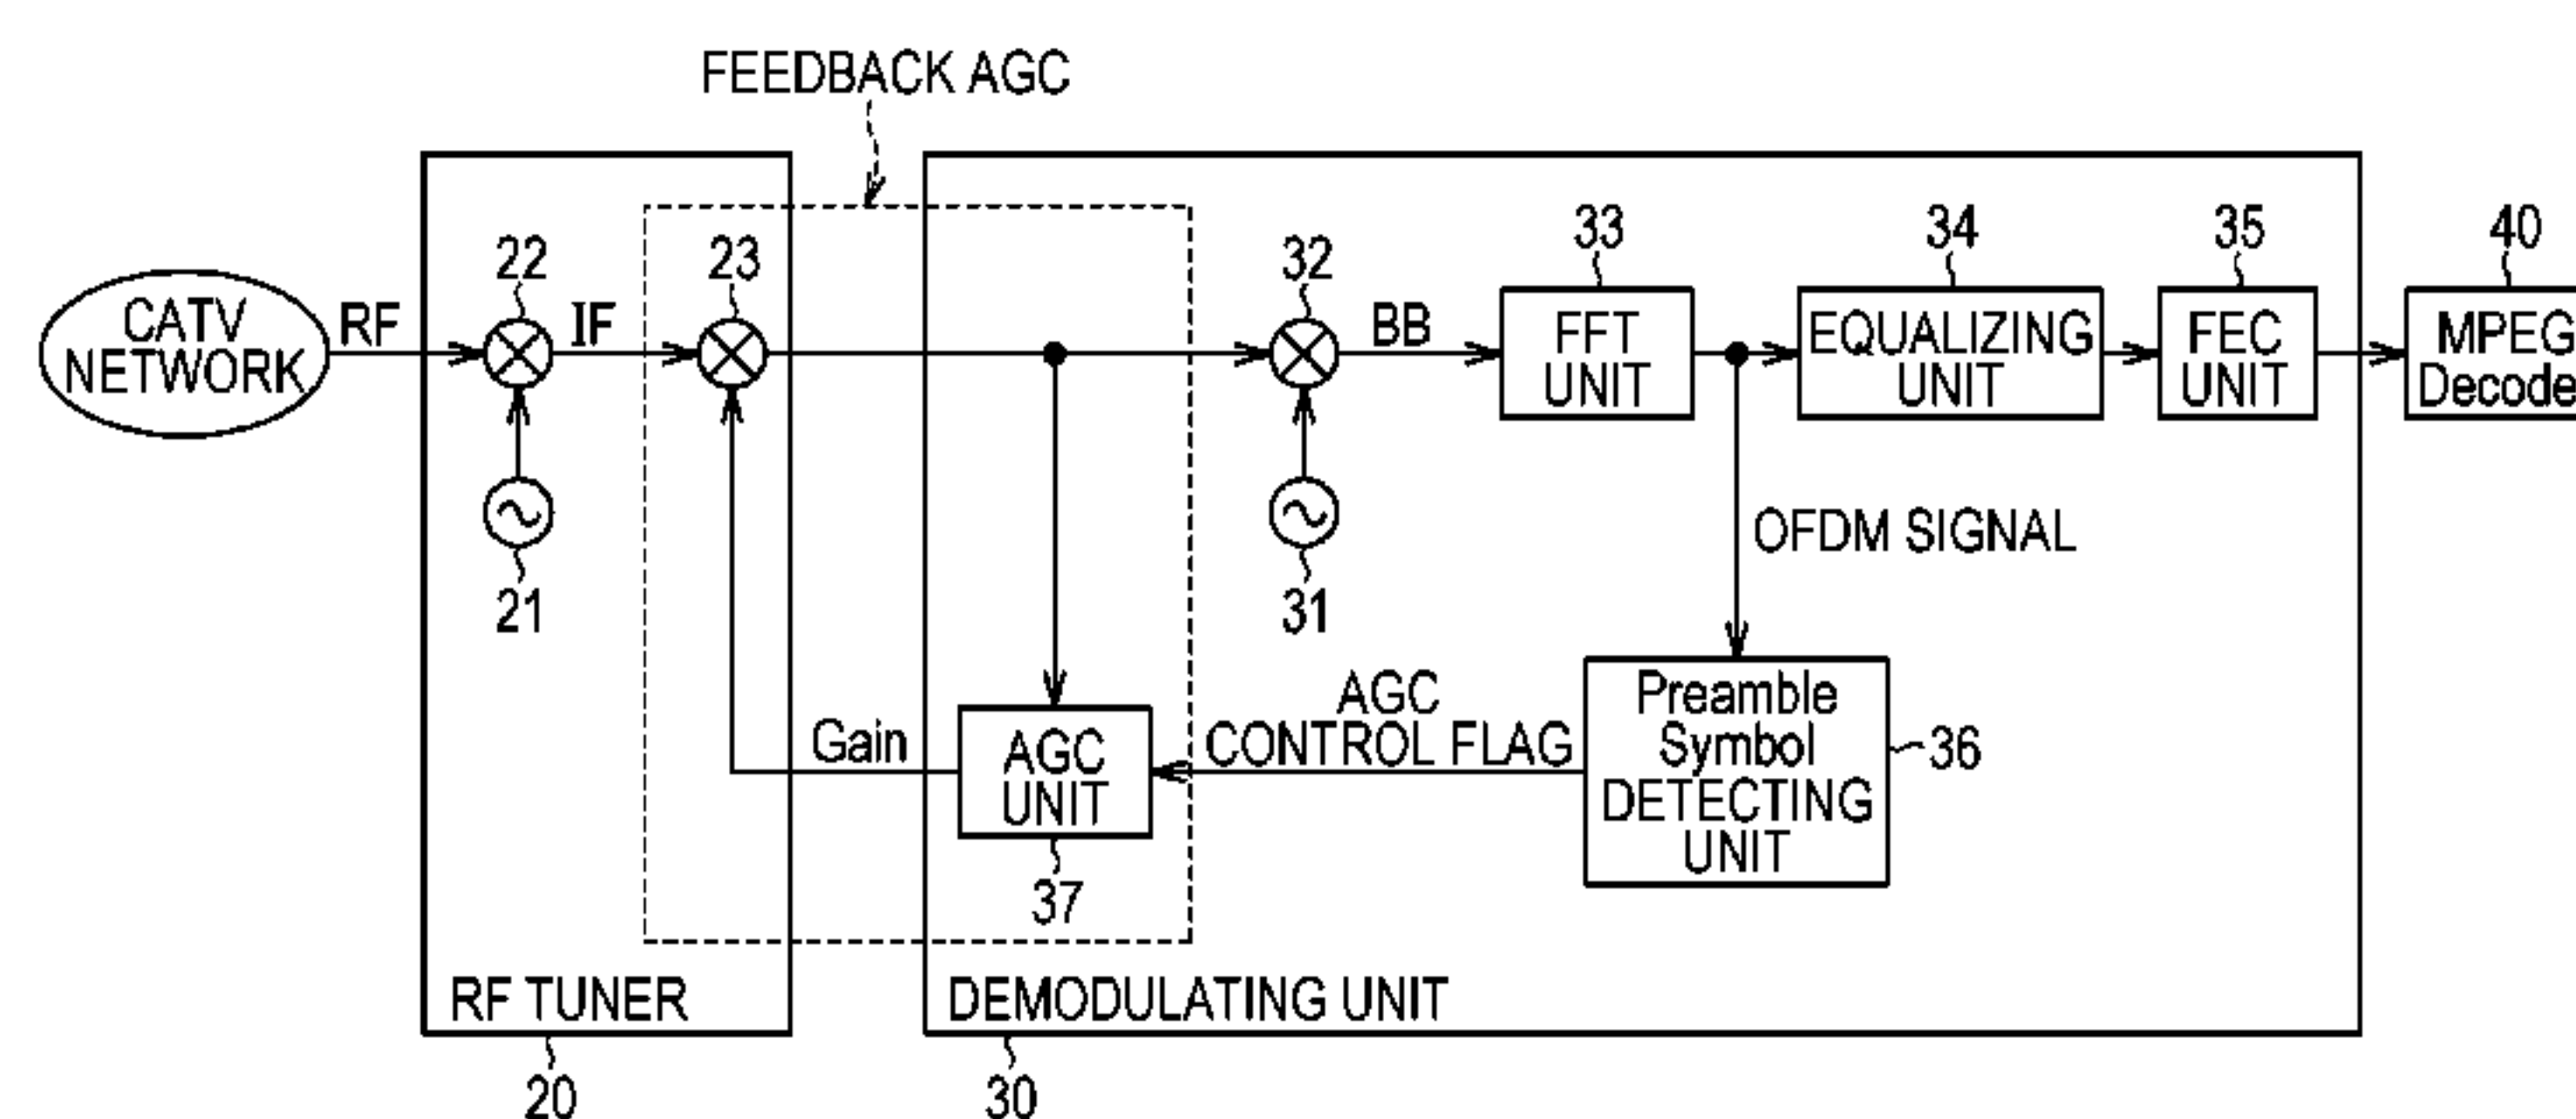 FEEDBACK AGC
22
23
32
33
34
35
40
CATV
NETWORK
RF
IF
BB
FFT
UNIT
EQUALIZING
UNIT
FEC
UNIT
MPEG
Decode
21
31
OFDM SIGNAL
Gain
AGC
UNIT
37
AGC
CONTROL FLAG
Preamble
Symbol
DETECTING
UNIT
36
RF TUNER
DEMODULATING UNIT
20
30